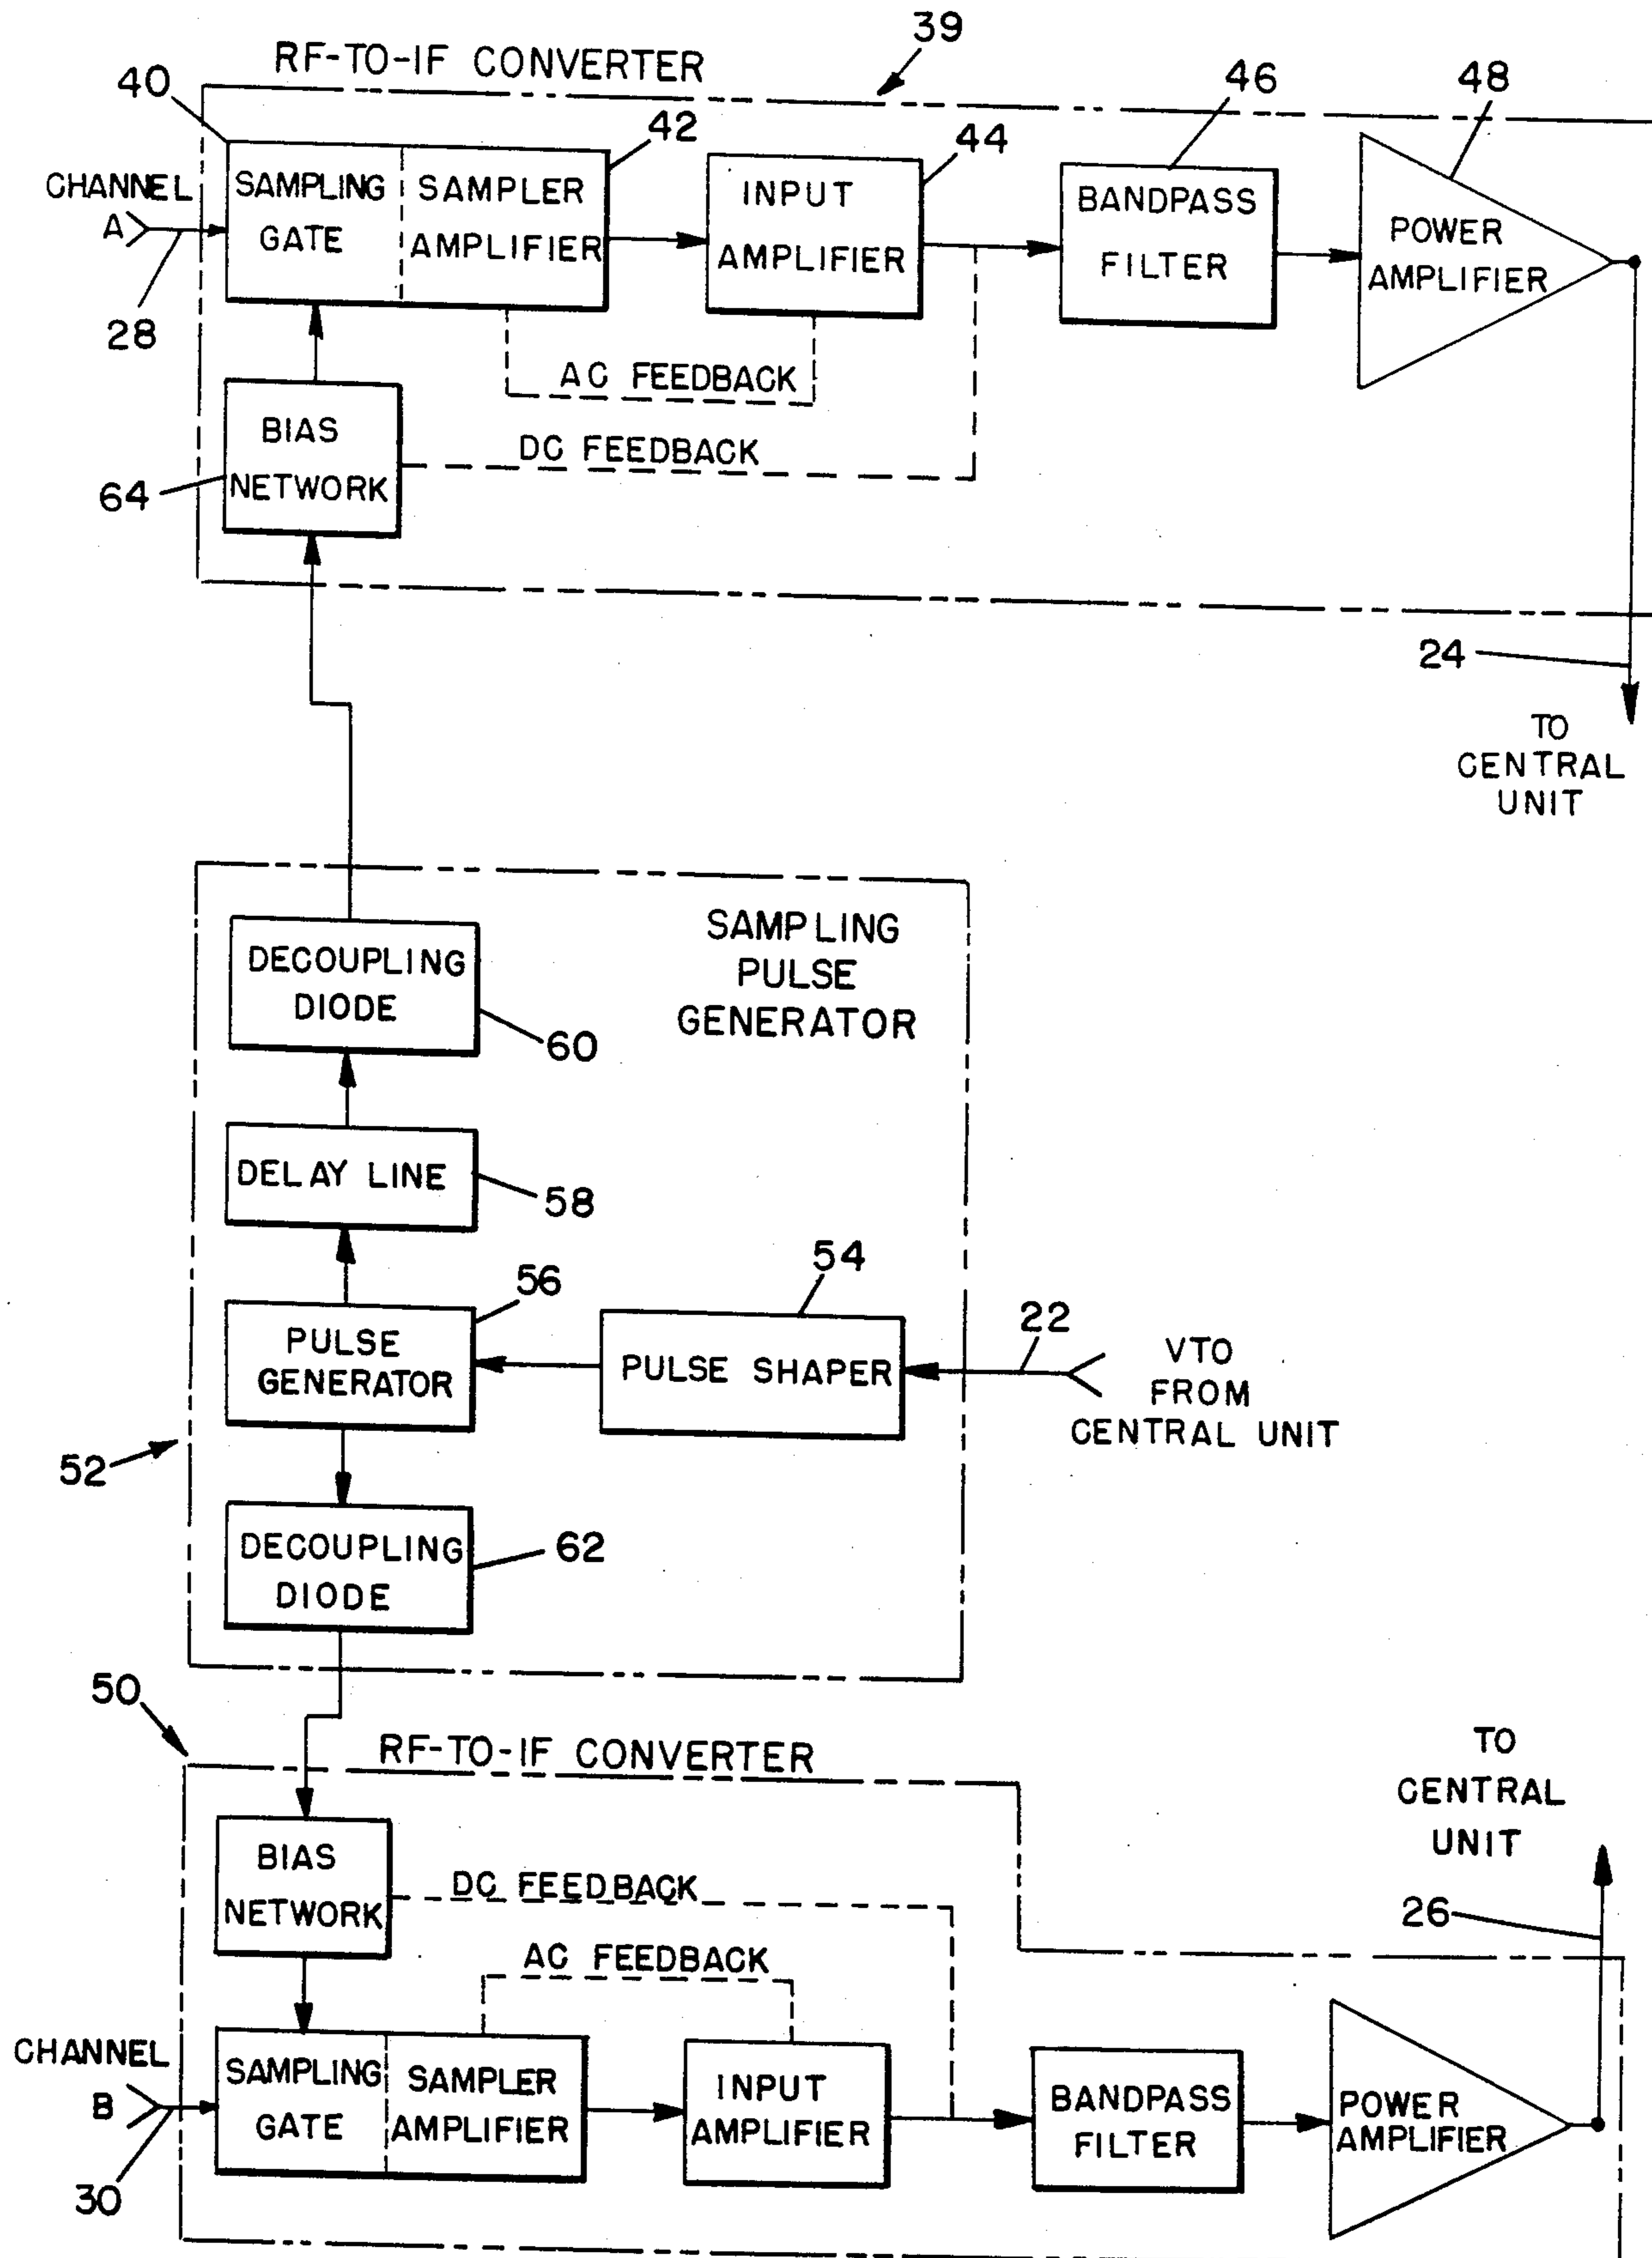 39
RF-TO-IF CONVERTER
40
42
44
46
48
CHANNEL
A
28
SAMPLING
GATE
SAMPLER
AMPLIFIER
INPUT
AMPLIFIER
BANDPASS
FILTER
POWER
AMPLIFIER
AC FEEDBACK
BIAS
NETWORK
64
DC FEEDBACK
24
TO
CENTRAL
UNIT
SAMPLING
PULSE
GENERATOR
DECOUPLING
DIODE
60
DELAY LINE
58
56
54
PULSE
GENERATOR
PULSE SHAPER
22
VTO
FROM
CENTRAL UNIT
52
DECOUPLING
DIODE
62
50
RF-TO-IF CONVERTER
TO
CENTRAL
UNIT
BIAS
NETWORK
DC FEEDBACK
26
AC FEEDBACK
CHANNEL
B
30
SAMPLING
GATE
SAMPLER
AMPLIFIER
INPUT
AMPLIFIER
BANDPASS
FILTER
POWER
AMPLIFIER